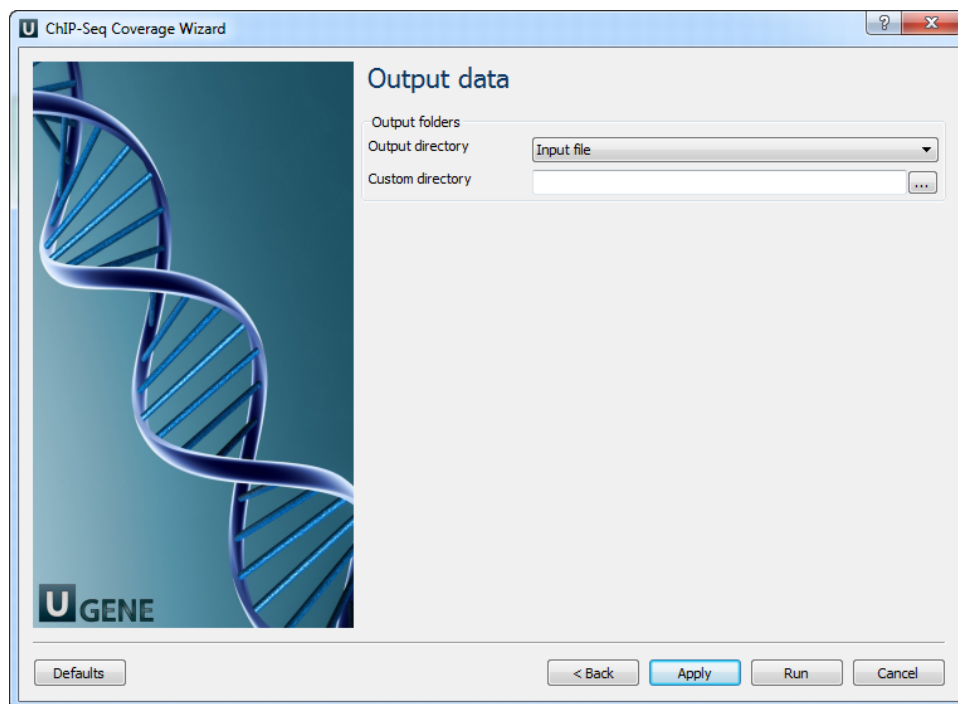 U ChIP-Seq Coverage Wizard
?
X
Output data
Output folders
Output directory
Input file
Custom directory
...
U GENE
Defaults
< Back
Apply
Run
Cancel